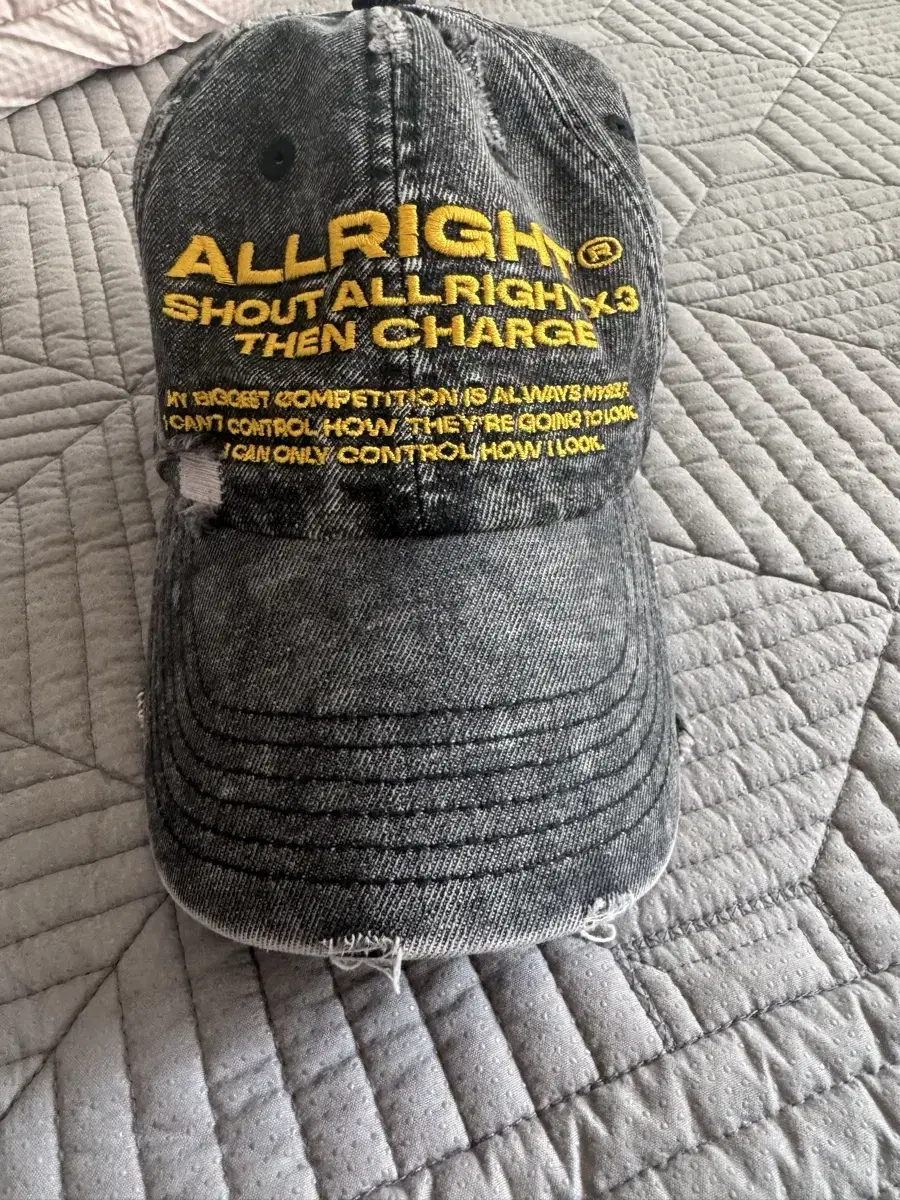 ALLRIGHT®
SHOUT ALLRIGHT X3
THEN CHARGE
MY BIGGEST COMPETITION IS ALWAYS MYSELF.
I CAN'T CONTROL HOW THEY'RE GOING TO LOOK.
I CAN ONLY CONTROL HOW I LOOK.